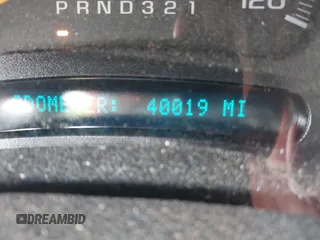 PRND321
120
ODOMETER: 40019 MI
DREAMBID